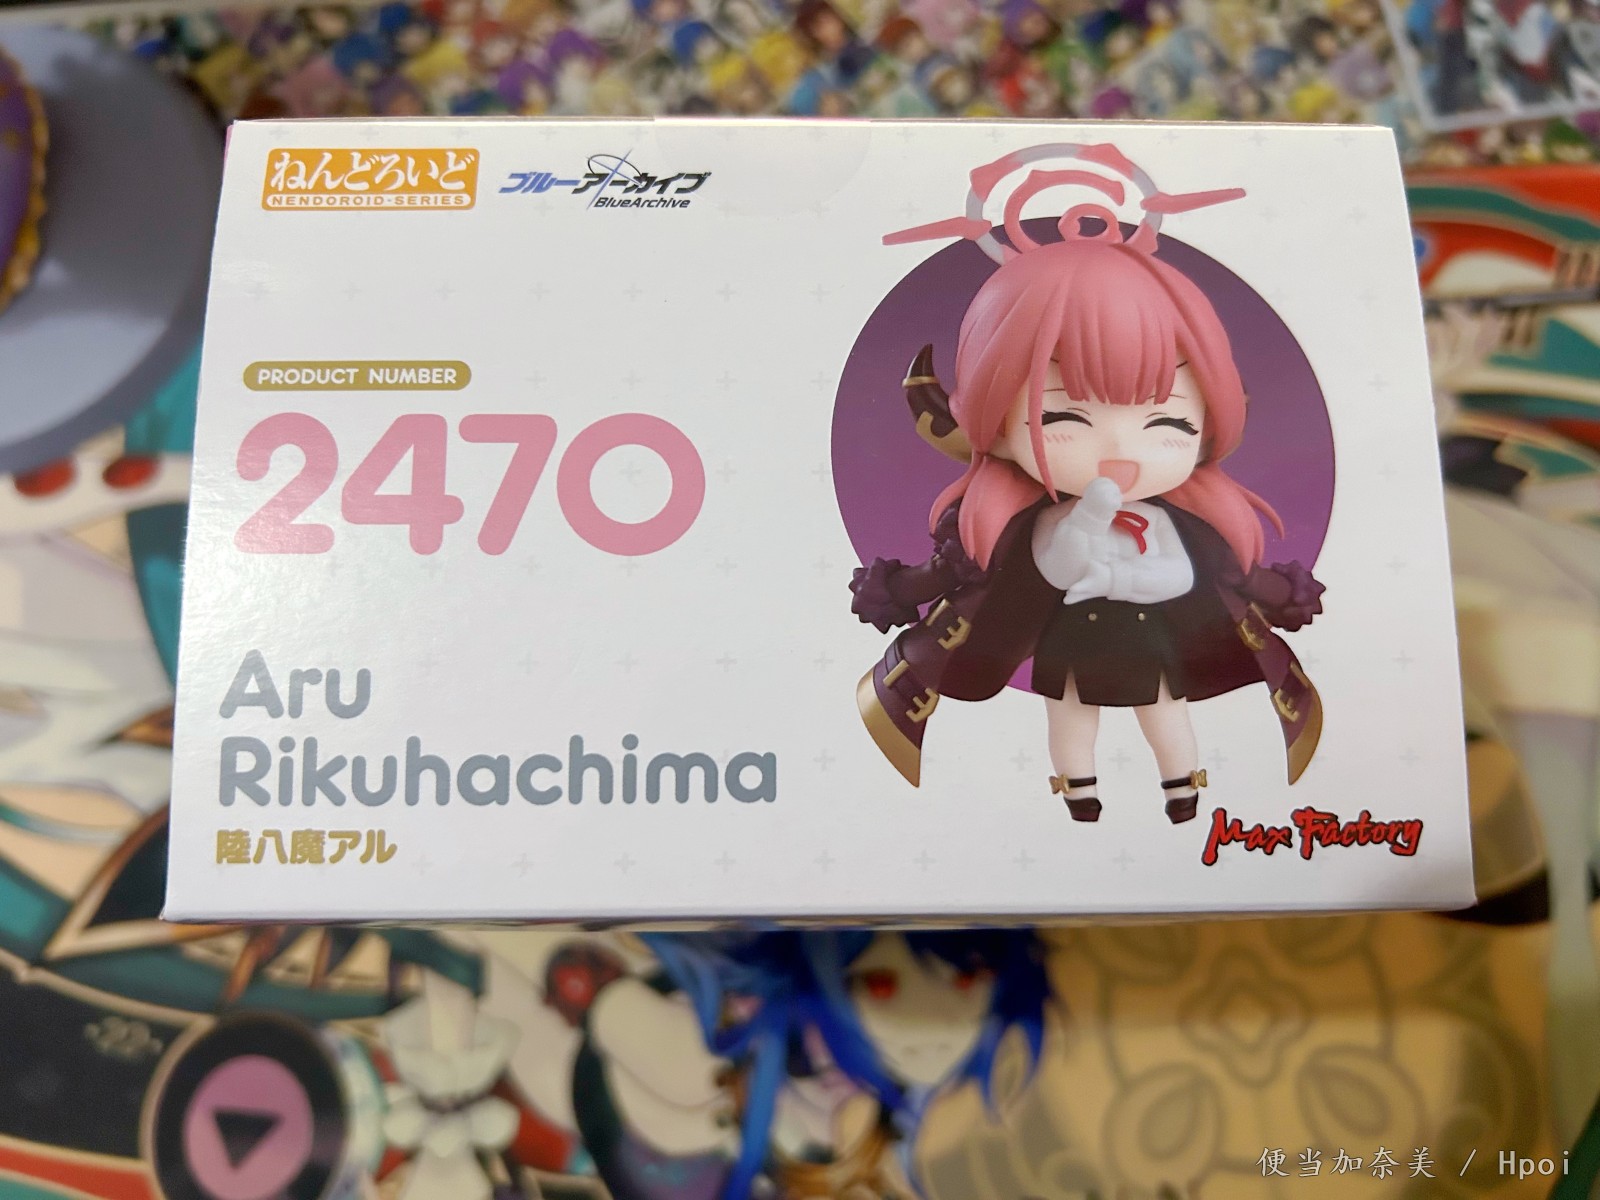 ねんどろいど
NENDOROID-SERIES
ブルーアーカイブ
BlueArchive
PRODUCT NUMBER
2470
Aru
Rikuhachima
陸八魔アル
Max Factory
便当加奈美 / Hpoi